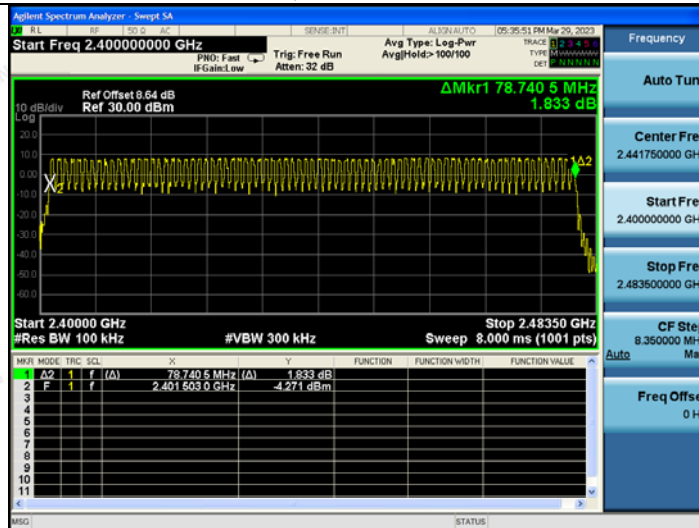 Agilent Spectrum Analyzer - Swept SA
RL RF 50 Ω AC SENSE:INT ALIGN AUTO 05:35:51 PM Mar 29, 2023
Start Freq 2.400000000 GHz
PNO: Fast
IFGain:Low
Trig: Free Run
Atten: 32 dB
Avg Type: Log-Pwr
Avg|Hold:> 100/100
TRACE 1 2 3 4 5 6
TYPE M
DET P N N N N N
ΔMkr1 78.740 5 MHz
1.833 dB
Ref Offset 8.64 dB
10 dB/div Ref 30.00 dBm
Log
20.0
10.0
0.00
-10.0
-20.0
-30.0
-40.0
-50.0
-60.0
2
1Δ2
Start 2.40000 GHz Stop 2.48350 GHz
#Res BW 100 kHz #VBW 300 kHz Sweep 8.000 ms (1001 pts)
MKR MODE TRC SCL X Y FUNCTION FUNCTION WIDTH FUNCTION VALUE
1 Δ2 1 f (Δ) 78.740 5 MHz (Δ) 1.833 dB
2 F 1 f 2.401 503 0 GHz -4.271 dBm
3
4
5
6
7
8
9
10
11
MSG STATUS
Frequency
Auto Tun
Center Fre
2.441750000 GH
Start Fre
2.400000000 GH
Stop Fre
2.483500000 GH
CF Ste
8.350000 MH
Auto Ma
Freq Offse
0 H